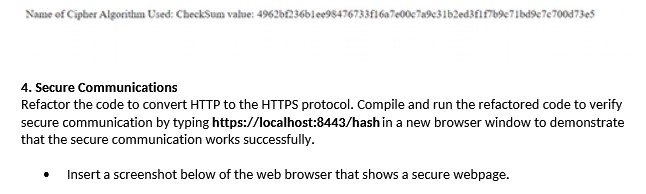 Name of Cipher Algorithm Used: CheckSum value: 4962bf236b1ee98476733f16a7e00c7a9c31b2ed3f1f7b9c71bd9c7c700d73e5
4. Secure Communications
Refactor the code to convert HTTP to the HTTPS protocol. Compile and run the refactored code to verify
secure communication by typing https://localhost:8443/hash in a new browser window to demonstrate
that the secure communication works successfully.
• Insert a screenshot below of the web browser that shows a secure webpage.